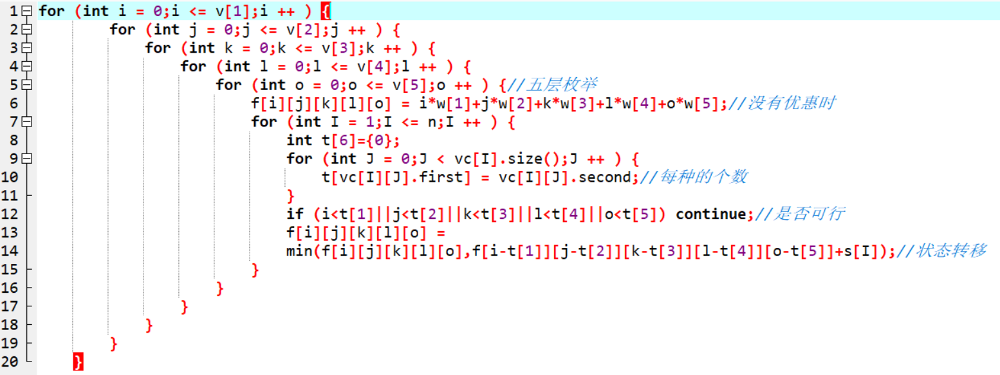 1 for (int i = 0;i <= v[1];i ++ ) {
2 for (int j = 0;j <= v[2];j ++ ) {
3 for (int k = 0;k <= v[3];k ++ ) {
4 for (int l = 0;l <= v[4];l ++ ) {
5 for (int o = 0;o <= v[5];o ++ ) {//五层枚举
6 f[i][j][k][l][o] = i*w[1]+j*w[2]+k*w[3]+l*w[4]+o*w[5];//没有优惠时
7 for (int I = 1;I <= n;I ++ ) {
8 int t[6]={0};
9 for (int J = 0;J < vc[I].size();J ++ ) {
10 t[vc[I][J].first] = vc[I][J].second;//每种的个数
11 }
12 if (i<t[1]||j<t[2]||k<t[3]||l<t[4]||o<t[5]) continue;//是否可行
13 f[i][j][k][l][o] =
14 min(f[i][j][k][l][o],f[i-t[1]][j-t[2]][k-t[3]][l-t[4]][o-t[5]]+s[I]);//状态转移
15 }
16 }
17 }
18 }
19 }
20 }